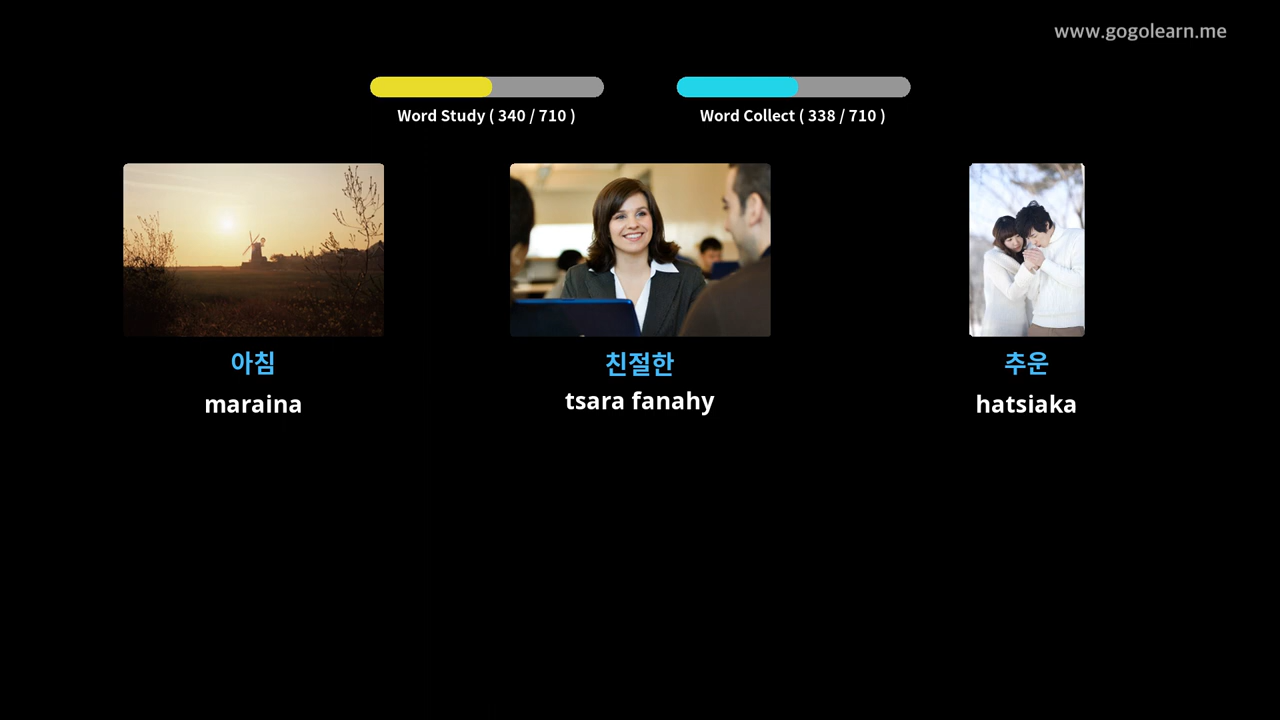 www.gogolearn.me
Word Study ( 340 / 710 )
Word Collect ( 338 / 710 )
아침
친절한
추운
maraina
tsara fanahy
hatsiaka